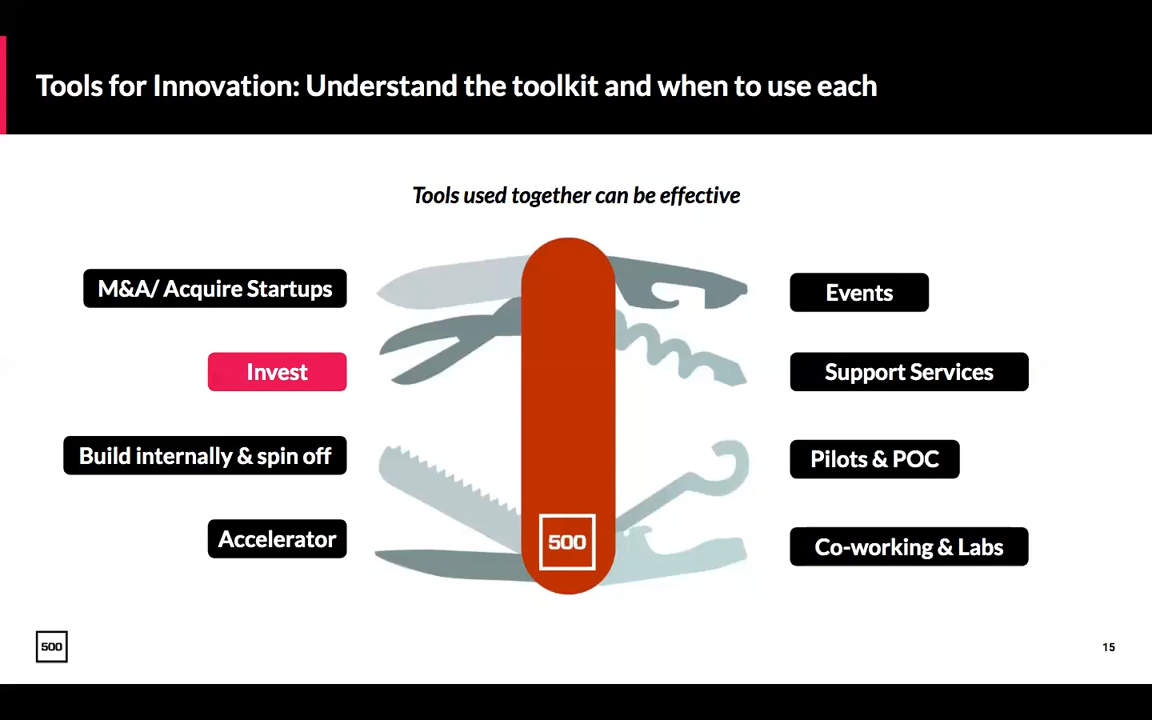 Tools for Innovation: Understand the toolkit and when to use each
Tools used together can be effective
M&A/ Acquire Startups
Invest
Build internally & spin off
Accelerator
Events
Support Services
Pilots & POC
Co-working & Labs
500
500
15